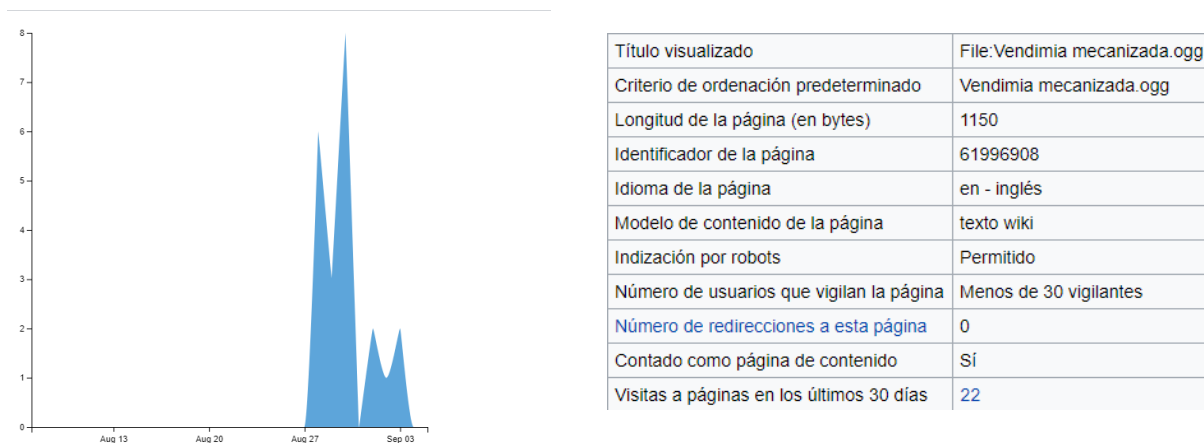 8
7
6
5
4
3
2
1
0
Aug 13 Aug 20 Aug 27 Sep 03
Título visualizado File:Vendimia mecanizada.ogg
Criterio de ordenación predeterminado Vendimia mecanizada.ogg
Longitud de la página (en bytes) 1150
Identificador de la página 61996908
Idioma de la página en - inglés
Modelo de contenido de la página texto wiki
Indización por robots Permitido
Número de usuarios que vigilan la página Menos de 30 vigilantes
Número de redirecciones a esta página 0
Contado como página de contenido Sí
Visitas a páginas en los últimos 30 días 22